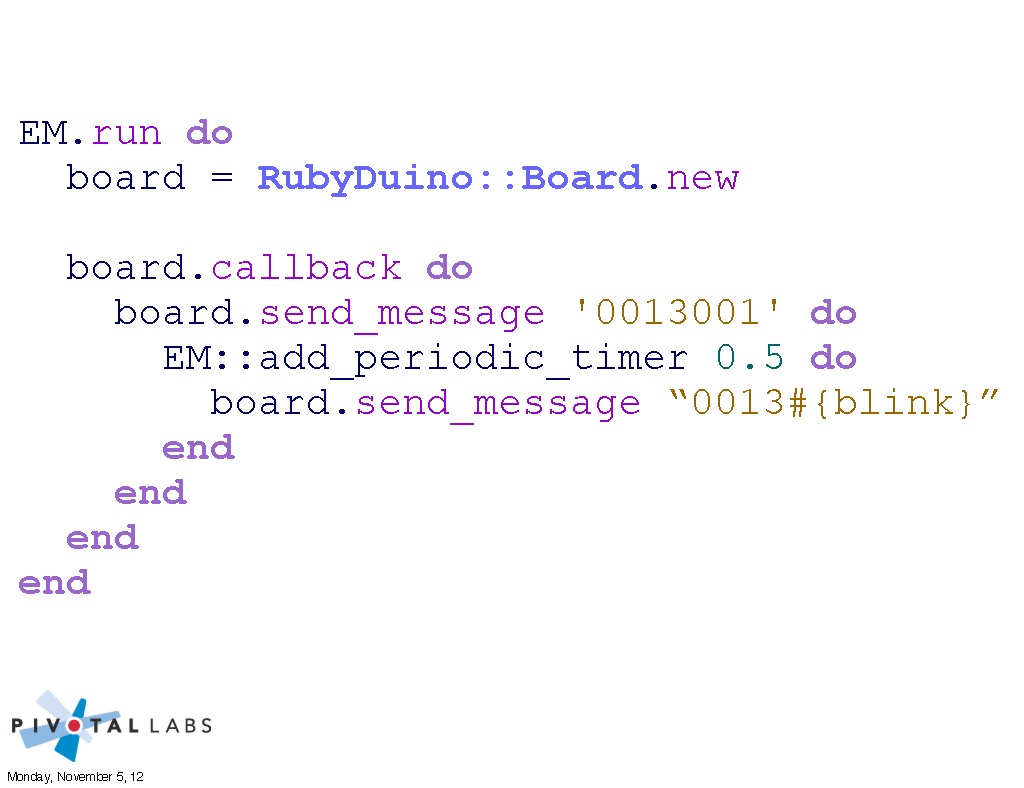 EM.run do
  board = RubyDuino::Board.new

  board.callback do
    board.send_message '0013001' do
      EM::add_periodic_timer 0.5 do
        board.send_message “0013#{blink}”
      end
    end
  end
end
PIVOTAL LABS
Monday, November 5, 12